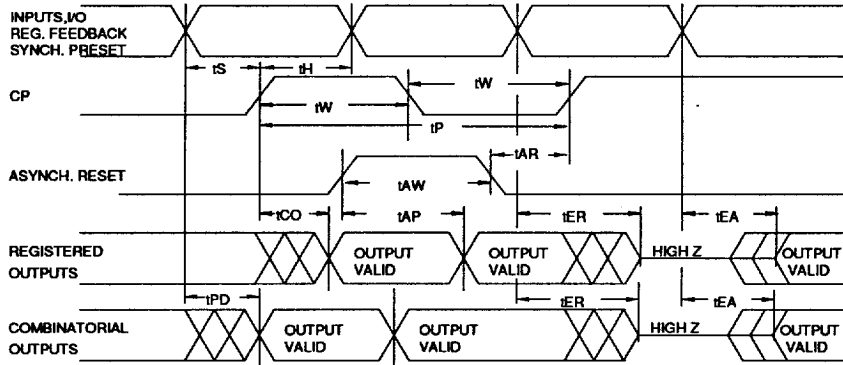 INPUTS,I/O
REG. FEEDBACK
SYNCH. PRESET
tS
tH
tW
CP
tW
tP
tAR
ASYNCH. RESET
tAW
tCO
tAP
tER
tEA
REGISTERED
OUTPUTS
OUTPUT
VALID
OUTPUT
VALID
HIGH Z
OUTPUT
VALID
tPD
tER
tEA
COMBINATORIAL
OUTPUTS
OUTPUT
VALID
OUTPUT
VALID
HIGH Z
OUTPUT
VALID